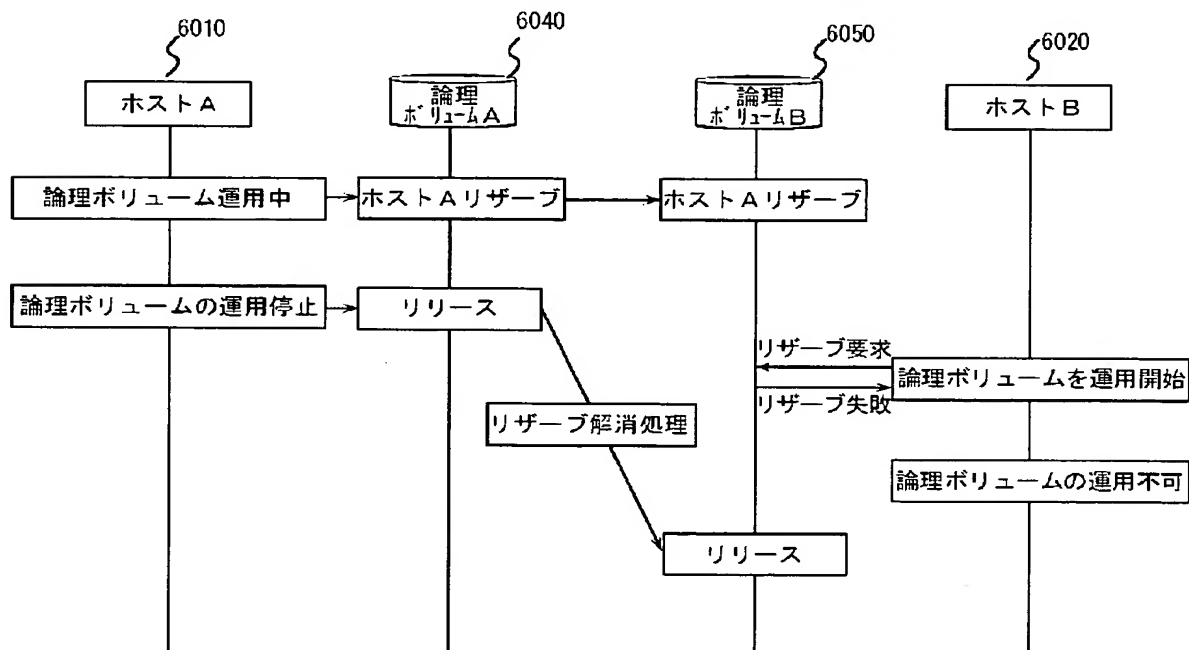 6010
6040
6050
6020
ホストA
論理
ボリュームA
論理
ボリュームB
ホストB
論理ボリューム運用中
ホストAリザーブ
ホストAリザーブ
論理ボリュームの運用停止
リリース
リザーブ要求
論理ボリュームを運用開始
リザーブ失敗
リザーブ解消処理
論理ボリュームの運用不可
リリース